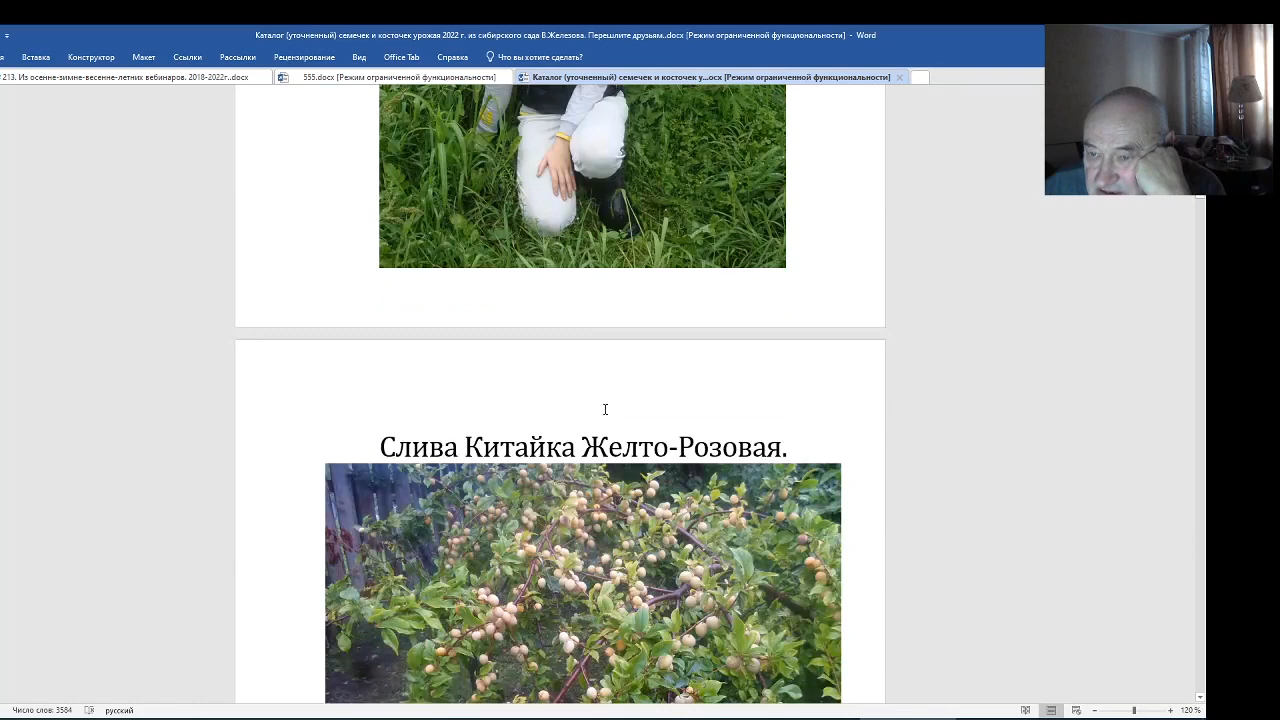 Каталог (уточненный) семечек и косточек урожая 2022 г. из сибирского сада В.Железова. Перешлите друзьям..docx [Режим ограниченной функциональности] - Word
Вставка Конструктор Макет Ссылки Рассылки Рецензирование Вид Office Tab Справка Что вы хотите сделать?
213. Из осенне-зимне-весенне-летних вебинаров. 2018-2022г..docx 555.docx [Режим ограниченной функциональности] Каталог (уточненный) семечек и косточек у...ocx [Режим ограниченной функциональности]
Слива Китайка Желто-Розовая.
Число слов: 3584 русский 120 %